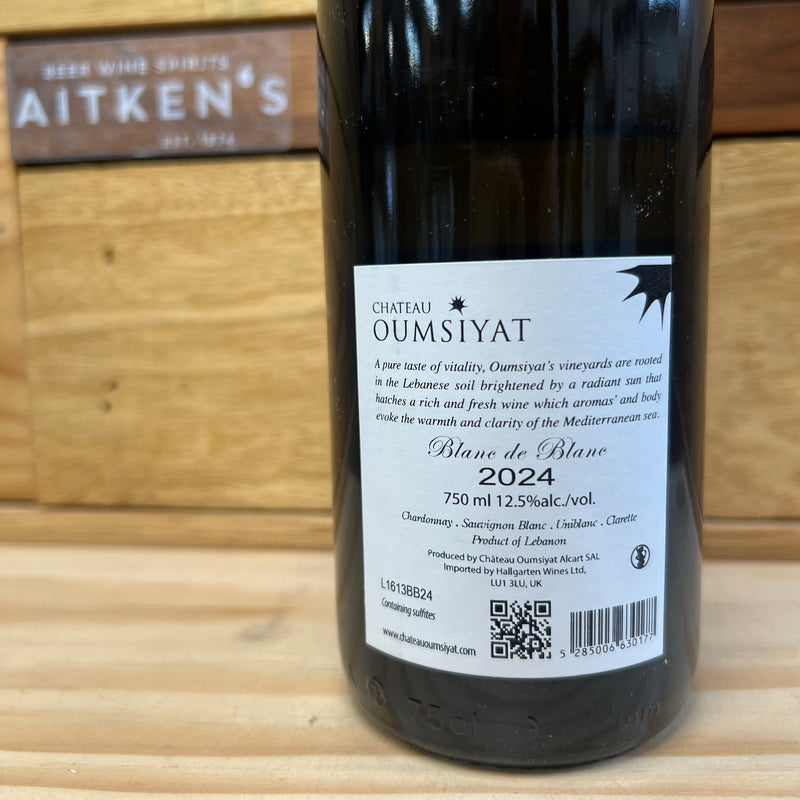 BEER WINE SPIRITS
AITKEN'S
EST. 1874
CHATEAU
OUMSIYAT
A pure taste of vitality, Oumsiyat's vineyards are rooted
in the Lebanese soil brightened by a radiant sun that
hatches a rich and fresh wine which aromas' and body
evoke the warmth and clarity of the Mediterranean sea.
Blanc de Blanc
2024
750 ml 12.5%alc./vol.
Chardonnay . Sauvignon Blanc . Uniblanc . Clarette
Product of Lebanon
Produced by Château Oumsiyat Alcart SAL
Imported by Hallgarten Wines Ltd,
LU1 3LU, UK
L1613BB24
Containing sulfites
www.chateauoumsiyat.com
5 285006 630177
75cl